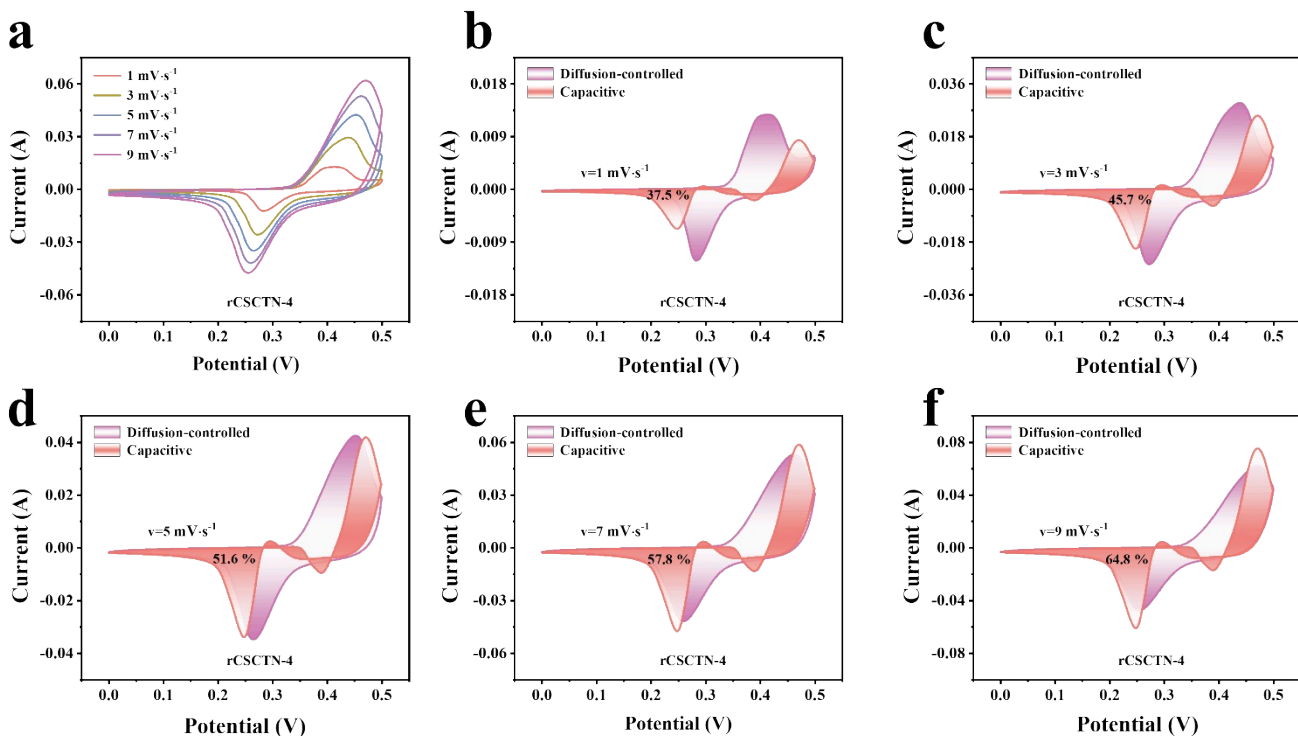 a
1 mV·s⁻¹
3 mV·s⁻¹
5 mV·s⁻¹
7 mV·s⁻¹
9 mV·s⁻¹
Current (A)
0.06
0.03
0.00
-0.03
-0.06
rCSCTN-4
0.0 0.1 0.2 0.3 0.4 0.5
Potential (V)
b
Diffusion-controlled
Capacitive
Current (A)
0.018
0.009
0.000
-0.009
-0.018
v=1 mV·s⁻¹
37.5 %
rCSCTN-4
0.0 0.1 0.2 0.3 0.4 0.5
Potential (V)
c
Diffusion-controlled
Capacitive
Current (A)
0.036
0.018
0.000
-0.018
-0.036
v=3 mV·s⁻¹
45.7 %
rCSCTN-4
0.0 0.1 0.2 0.3 0.4 0.5
Potential (V)
d
Diffusion-controlled
Capacitive
Current (A)
0.04
0.02
0.00
-0.02
-0.04
v=5 mV·s⁻¹
51.6 %
rCSCTN-4
0.0 0.1 0.2 0.3 0.4 0.5
Potential (V)
e
Diffusion-controlled
Capacitive
Current (A)
0.06
0.03
0.00
-0.03
-0.06
v=7 mV·s⁻¹
57.8 %
rCSCTN-4
0.0 0.1 0.2 0.3 0.4 0.5
Potential (V)
f
Diffusion-controlled
Capacitive
Current (A)
0.08
0.04
0.00
-0.04
-0.08
v=9 mV·s⁻¹
64.8 %
rCSCTN-4
0.0 0.1 0.2 0.3 0.4 0.5
Potential (V)